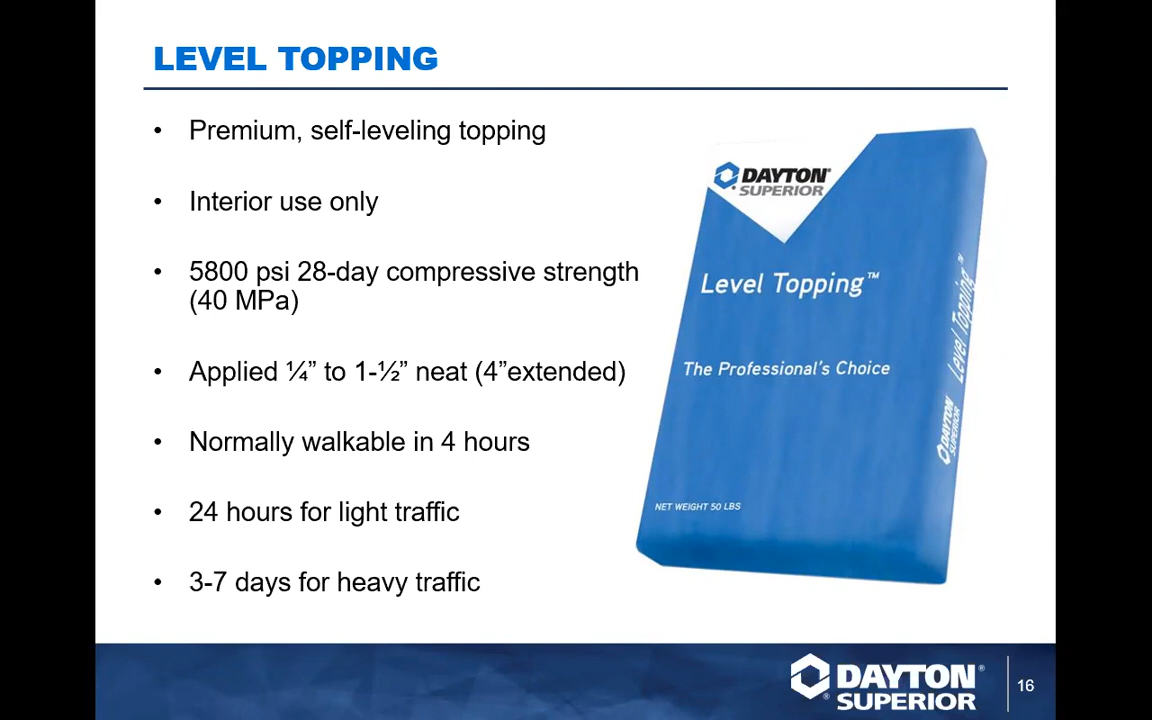 LEVEL TOPPING
• Premium, self-leveling topping
• Interior use only
• 5800 psi 28-day compressive strength
(40 MPa)
• Applied ¼” to 1-½” neat (4”extended)
• Normally walkable in 4 hours
• 24 hours for light traffic
• 3-7 days for heavy traffic
DAYTON®
SUPERIOR
Level Topping™
The Professional's Choice
NET WEIGHT 50 LBS
Level Topping™
DAYTON
SUPERIOR
DAYTON®
SUPERIOR
16